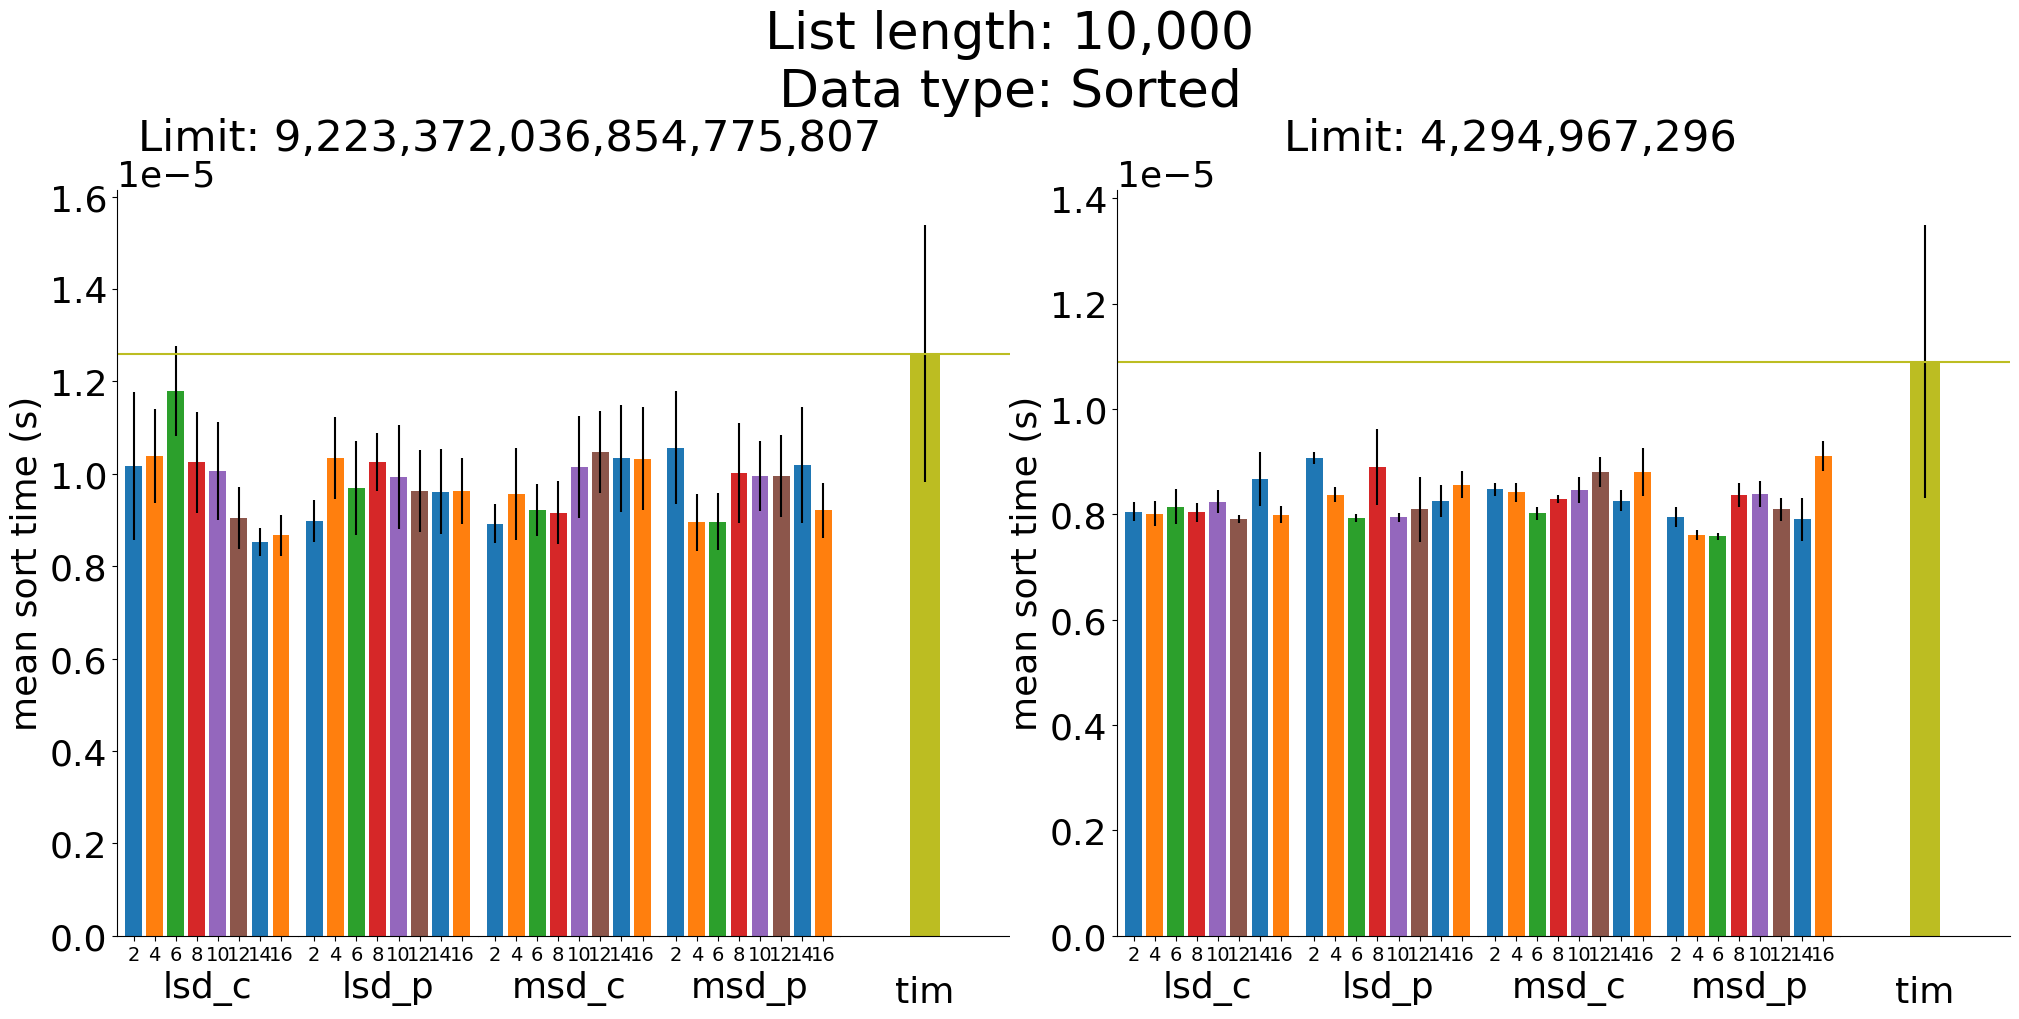 List length: 10,000
Data type: Sorted
Limit: 9,223,372,036,854,775,807
1e−5
mean sort time (s)
1.6
1.4
1.2
1.0
0.8
0.6
0.4
0.2
0.0
2 4 6 8 10 12 14 16 2 4 6 8 10 12 14 16 2 4 6 8 10 12 14 16 2 4 6 8 10 12 14 16
lsd_c lsd_p msd_c msd_p tim
Limit: 4,294,967,296
1e−5
mean sort time (s)
1.4
1.2
1.0
0.8
0.6
0.4
0.2
0.0
2 4 6 8 10 12 14 16 2 4 6 8 10 12 14 16 2 4 6 8 10 12 14 16 2 4 6 8 10 12 14 16
lsd_c lsd_p msd_c msd_p tim